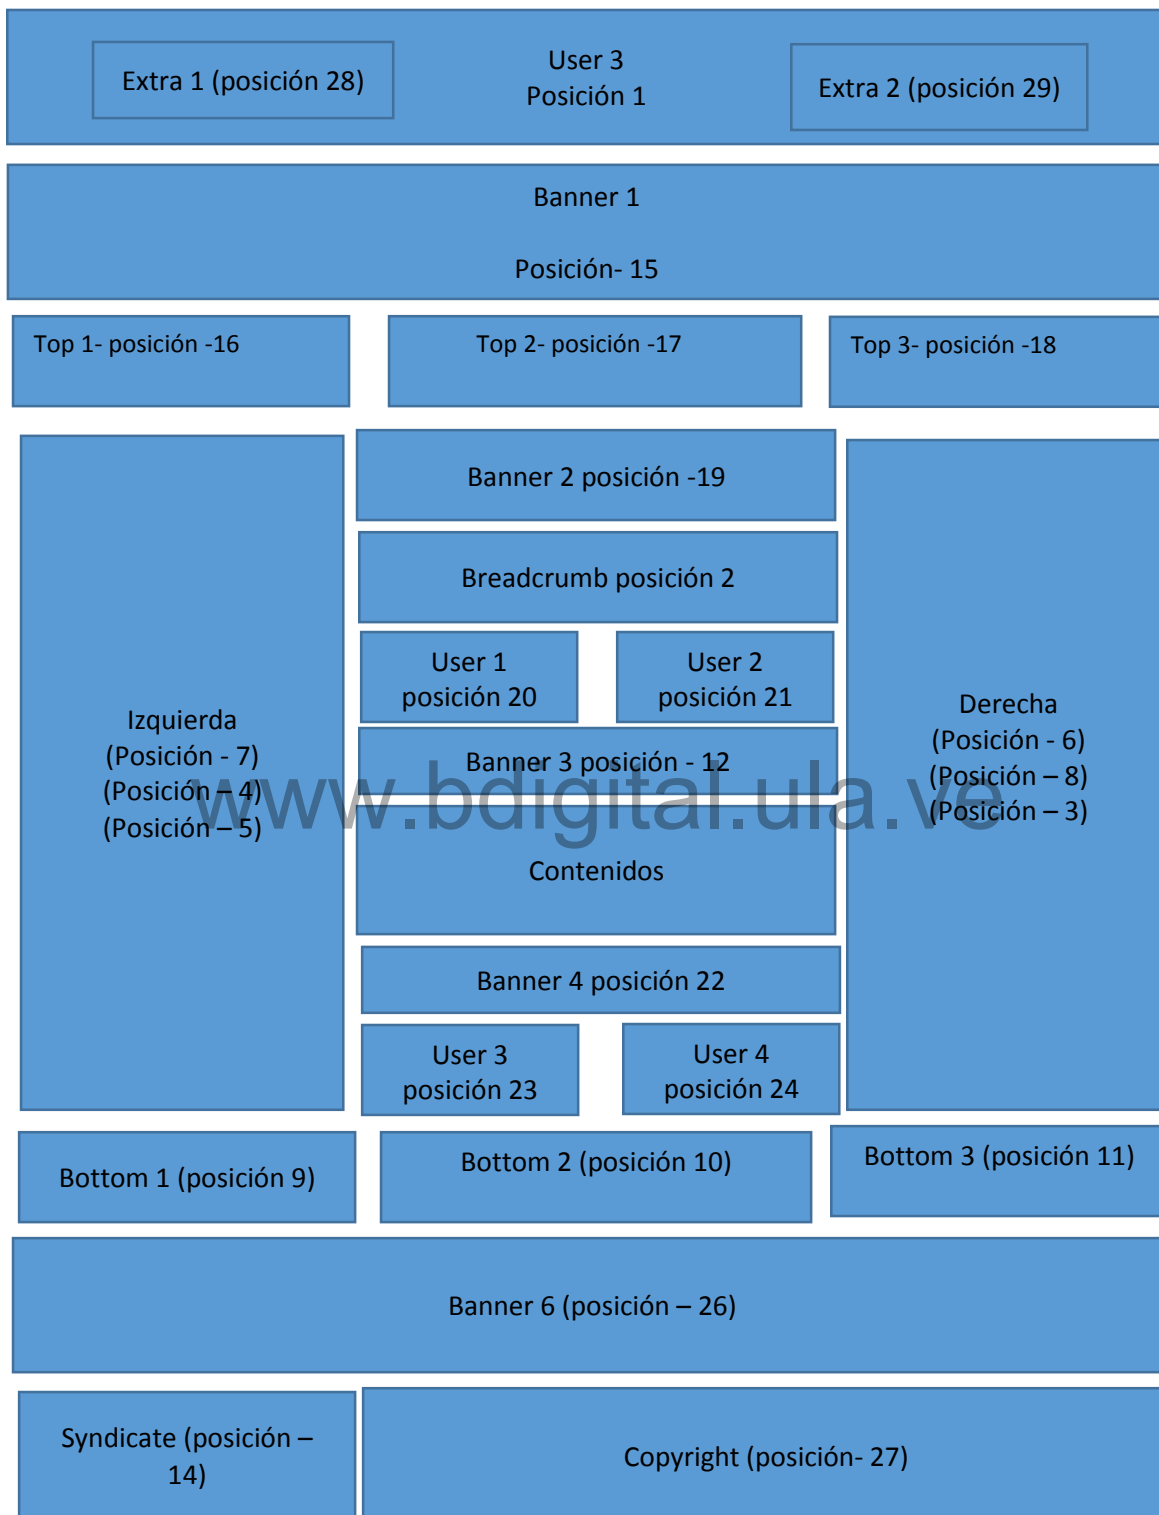 Extra 1 (posición 28)
User 3
Posición 1
Extra 2 (posición 29)
Banner 1
Posición- 15
Top 1- posición -16
Top 2- posición -17
Top 3- posición -18
Izquierda
(Posición - 7)
(Posición – 4)
(Posición – 5)
Banner 2 posición -19
Breadcrumb posición 2
User 1
posición 20
User 2
posición 21
Banner 3 posición - 12
Contenidos
Banner 4 posición 22
User 3
posición 23
User 4
posición 24
Derecha
(Posición - 6)
(Posición – 8)
(Posición – 3)
www.bdigital.ula.ve
Bottom 1 (posición 9)
Bottom 2 (posición 10)
Bottom 3 (posición 11)
Banner 6 (posición – 26)
Syndicate (posición –
14)
Copyright (posición- 27)